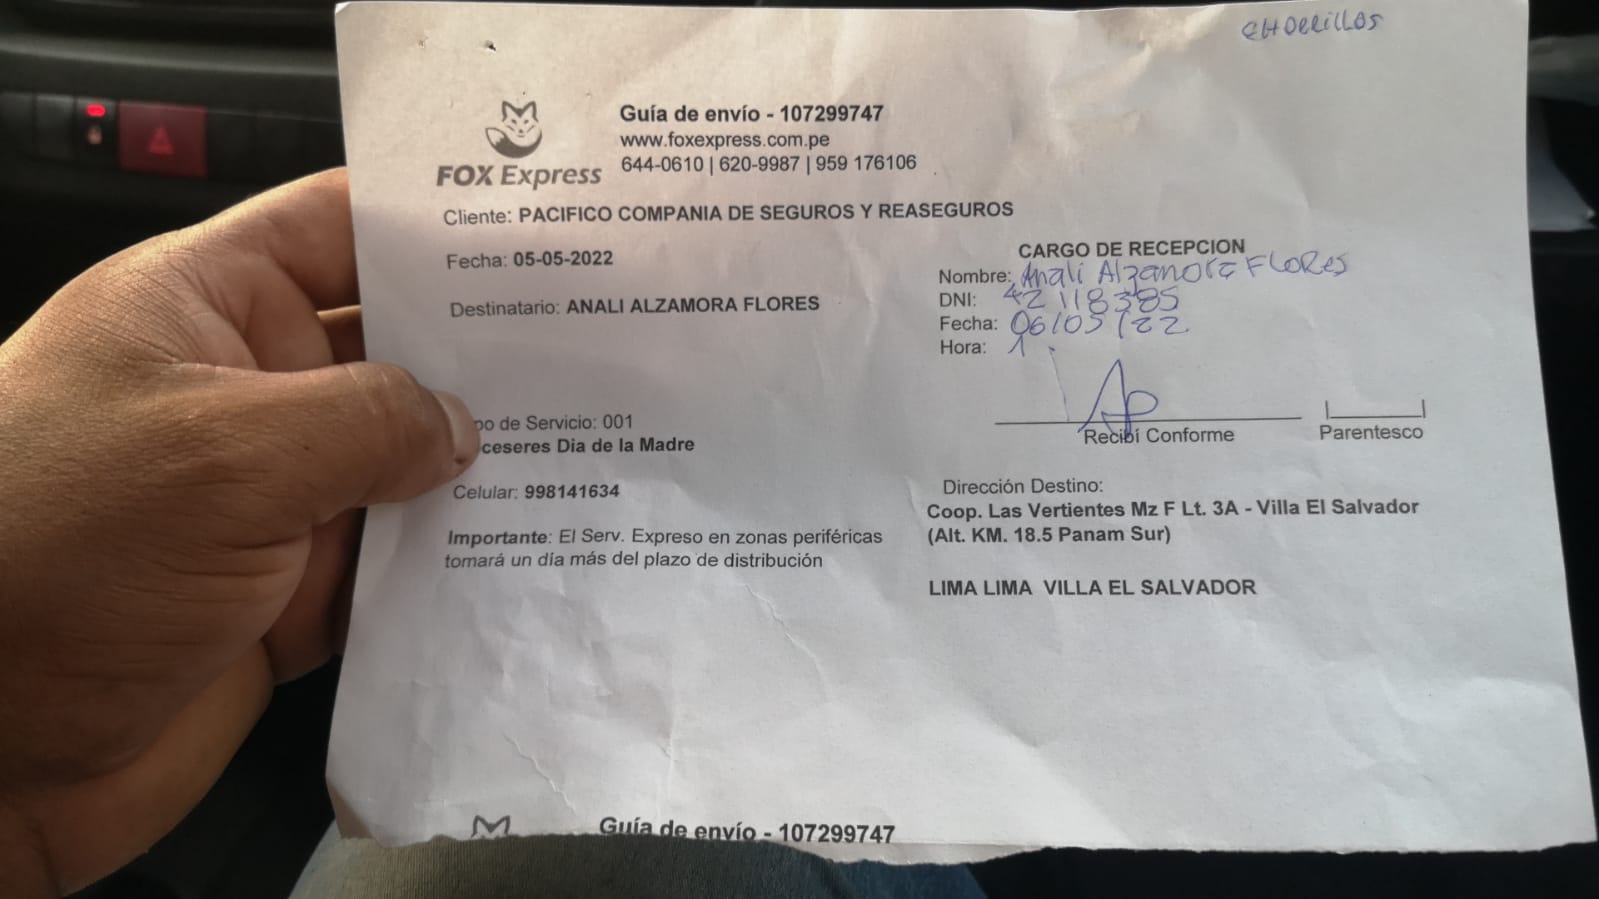 CHORRILLOS
Guía de envío - 107299747
www.foxexpress.com.pe
644-0610 | 620-9987 | 959 176106
FOX Express
Cliente: PACIFICO COMPANIA DE SEGUROS Y REASEGUROS
Fecha: 05-05-2022
Destinatario: ANALI ALZAMORA FLORES
CARGO DE RECEPCION
Nombre: Anali Alzamora FLORES
DNI: 42118385
Fecha: 06/05/22
Hora: 1
Recibí Conforme
Parentesco
po de Servicio: 001
ceseres Dia de la Madre
Celular: 998141634
Importante: El Serv. Expreso en zonas periféricas
tomará un día más del plazo de distribución
Dirección Destino:
Coop. Las Vertientes Mz F Lt. 3A - Villa El Salvador
(Alt. KM. 18.5 Panam Sur)
LIMA LIMA VILLA EL SALVADOR
Guía de envío - 107299747